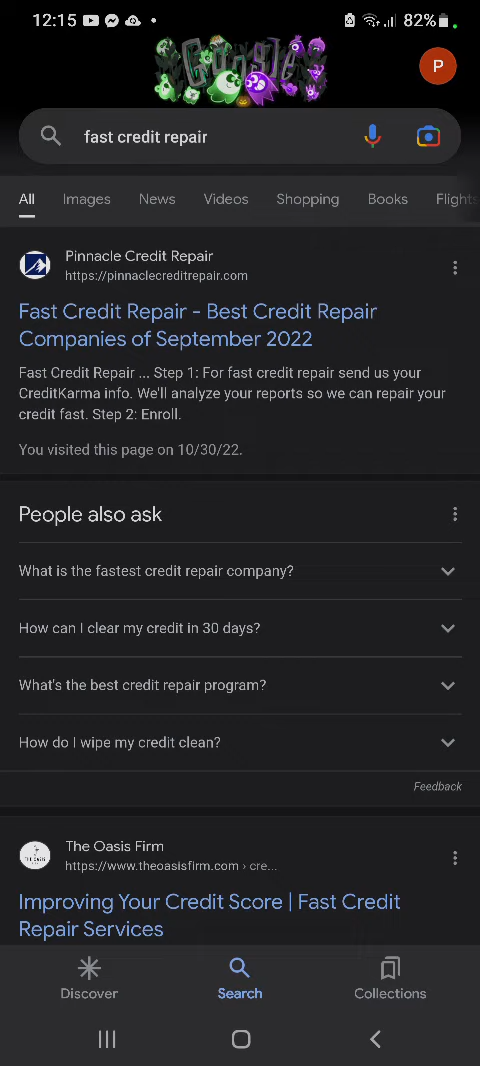 12:15
82%
Google
P
fast credit repair
All Images News Videos Shopping Books Flights
Pinnacle Credit Repair
https://pinnaclecreditrepair.com
Fast Credit Repair - Best Credit Repair
Companies of September 2022
Fast Credit Repair ... Step 1: For fast credit repair send us your
CreditKarma info. We'll analyze your reports so we can repair your
credit fast. Step 2: Enroll.
You visited this page on 10/30/22.
People also ask
What is the fastest credit repair company?
How can I clear my credit in 30 days?
What's the best credit repair program?
How do I wipe my credit clean?
Feedback
The Oasis Firm
https://www.theoasisfirm.com › cre...
Improving Your Credit Score | Fast Credit
Repair Services
Discover Search Collections